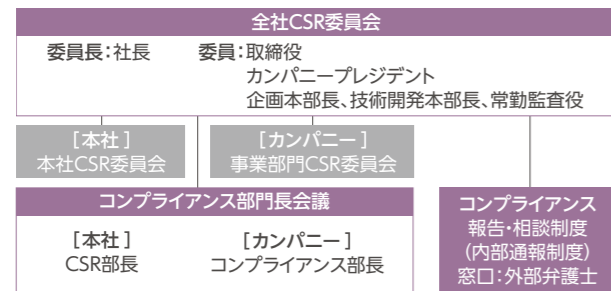 全社CSR委員会
委員長:社長
委員:取締役
カンパニープレジデント
企画本部長、技術開発本部長、常勤監査役
[本社]
本社CSR委員会
[カンパニー]
事業部門CSR委員会
コンプライアンス部門長会議
[本社]
CSR部長
[カンパニー]
コンプライアンス部長
コンプライアンス
報告・相談制度
(内部通報制度)
窓口:外部弁護士